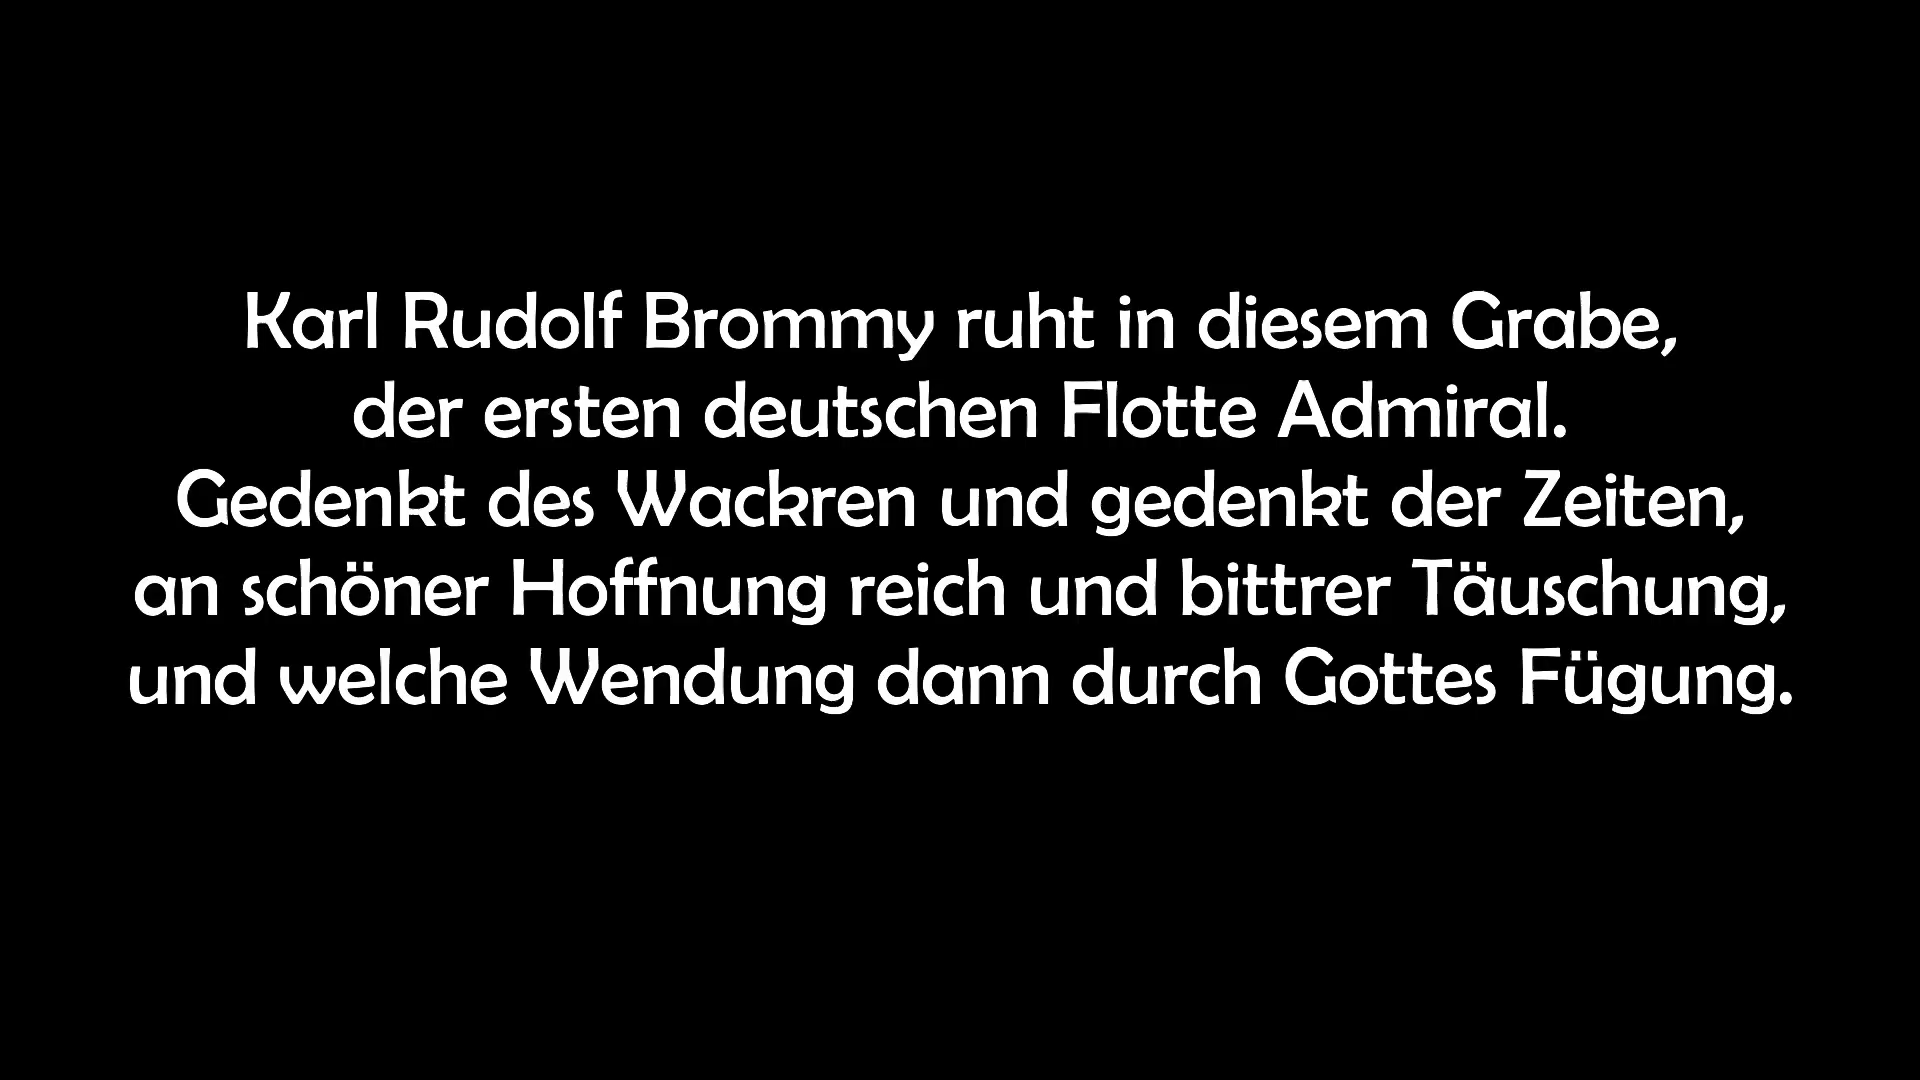 Karl Rudolf Brommy ruht in diesem Grabe,
der ersten deutschen Flotte Admiral.
Gedenkt des Wackren und gedenkt der Zeiten,
an schöner Hoffnung reich und bittrer Täuschung,
und welche Wendung dann durch Gottes Fügung.